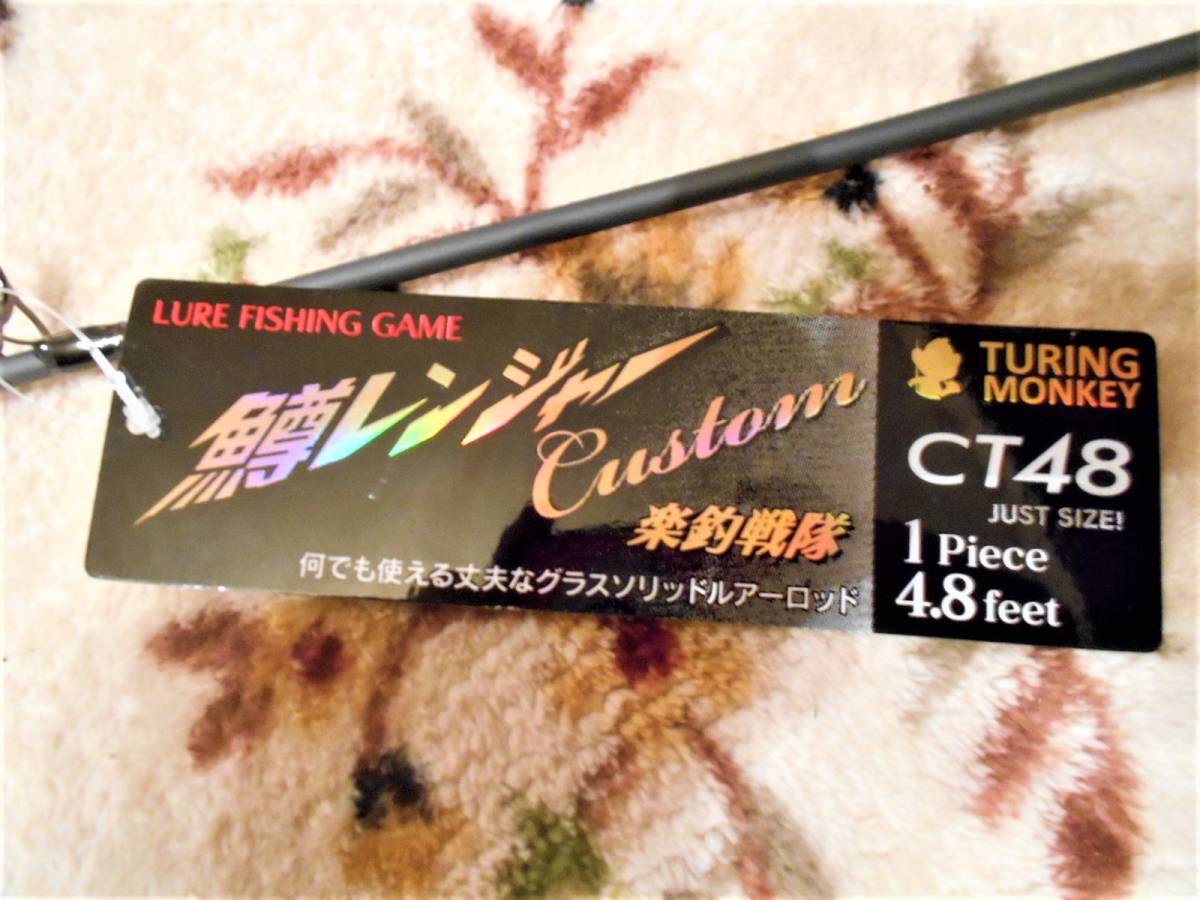 LURE FISHING GAME
鱒レンジャー
Custom
楽釣戦隊
何でも使える丈夫なグラスソリッドルアーロッド
TURING
MONKEY
CT48
JUST SIZE!
1 Piece
4.8 feet